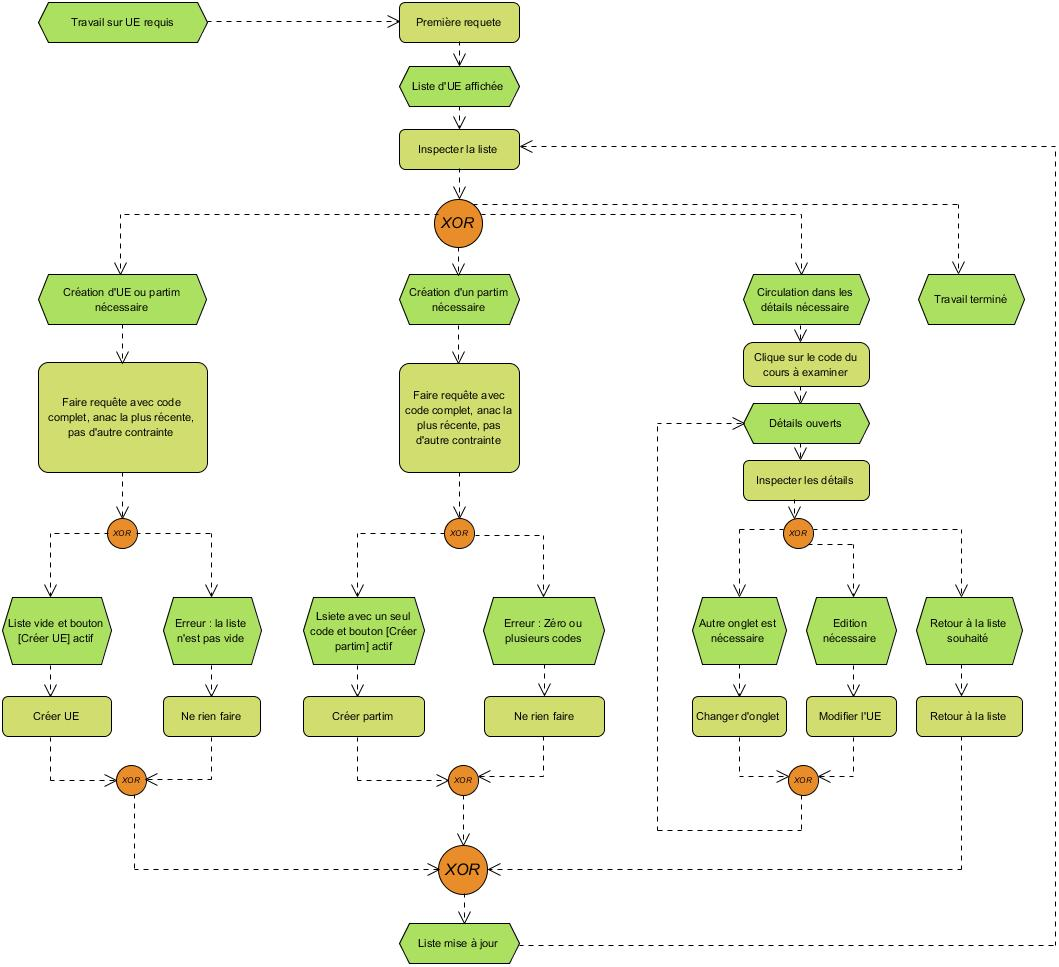 Travail sur UE requis
Première requete
Liste d'UE affichée
Inspecter la liste
XOR
Création d'UE ou partim
nécessaire
Création d'un partim
nécessaire
Circulation dans les
détails nécessaire
Travail terminé
Faire requête avec code
complet, anac la plus récente,
pas d'autre contrainte
Faire requête avec
code complet, anac la
plus récente, pas
d'autre contrainte
Clique sur le code du
cours à examiner
Détails ouverts
Inspecter les détails
XOR
XOR
XOR
Liste vide et bouton
[Créer UE] actif
Erreur : la liste
n'est pas vide
Lsiete avec un seul
code et bouton [Créer
partim] actif
Erreur : Zéro ou
plusieurs codes
Autre onglet est
nécessaire
Edition
nécessaire
Retour à la liste
souhaité
Créer UE
Ne rien faire
Créer partim
Ne rien faire
Changer d'onglet
Modifier l'UE
Retour à la liste
XOR
XOR
XOR
XOR
Liste mise à jour